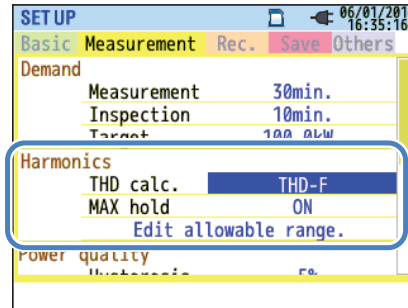 SET UP 06/01/201
16:35:16
Basic Measurement Rec. Save Others
Demand
Measurement 30min.
Inspection 10min.
Target 100.0kW
Harmonics
THD calc. THD-F
MAX hold ON
Edit allowable range.
Power quality
Hysteresis 5%